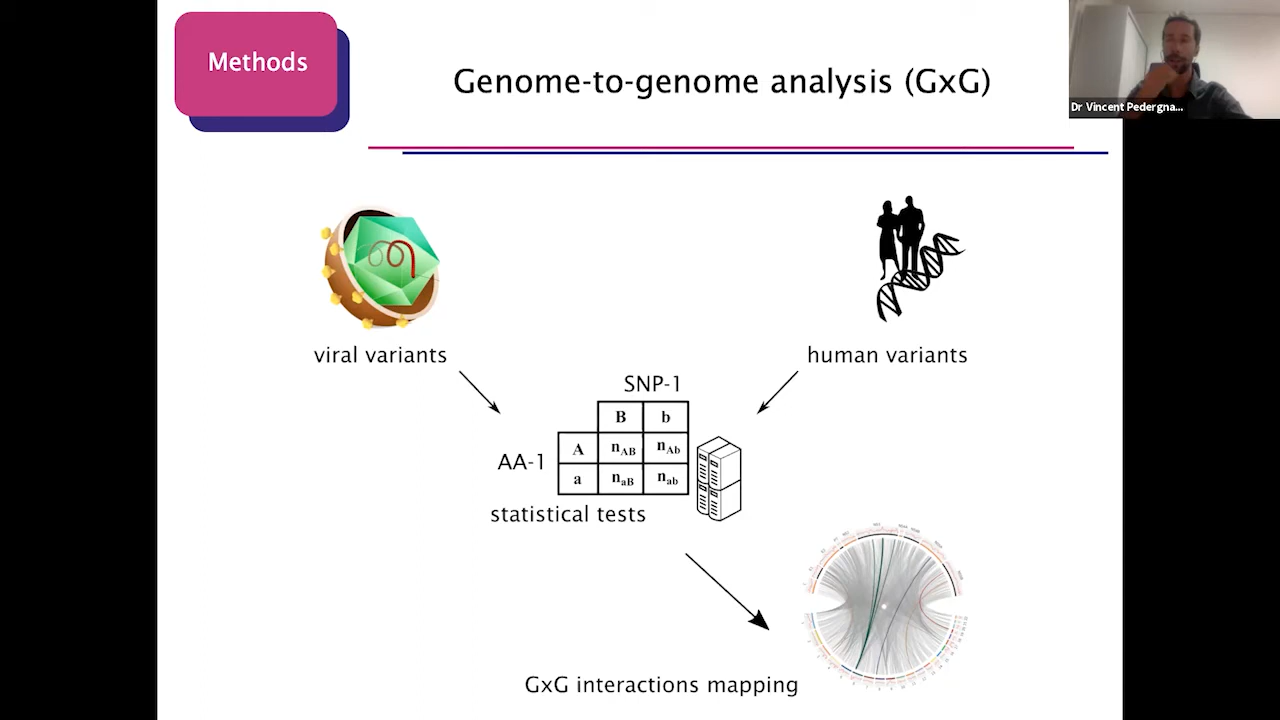 Methods
Genome-to-genome analysis (GxG)
Dr Vincent Pedergna...
viral variants
human variants
SNP-1
B b
A nAB nAb
AA-1
a naB nab
statistical tests
GxG interactions mapping